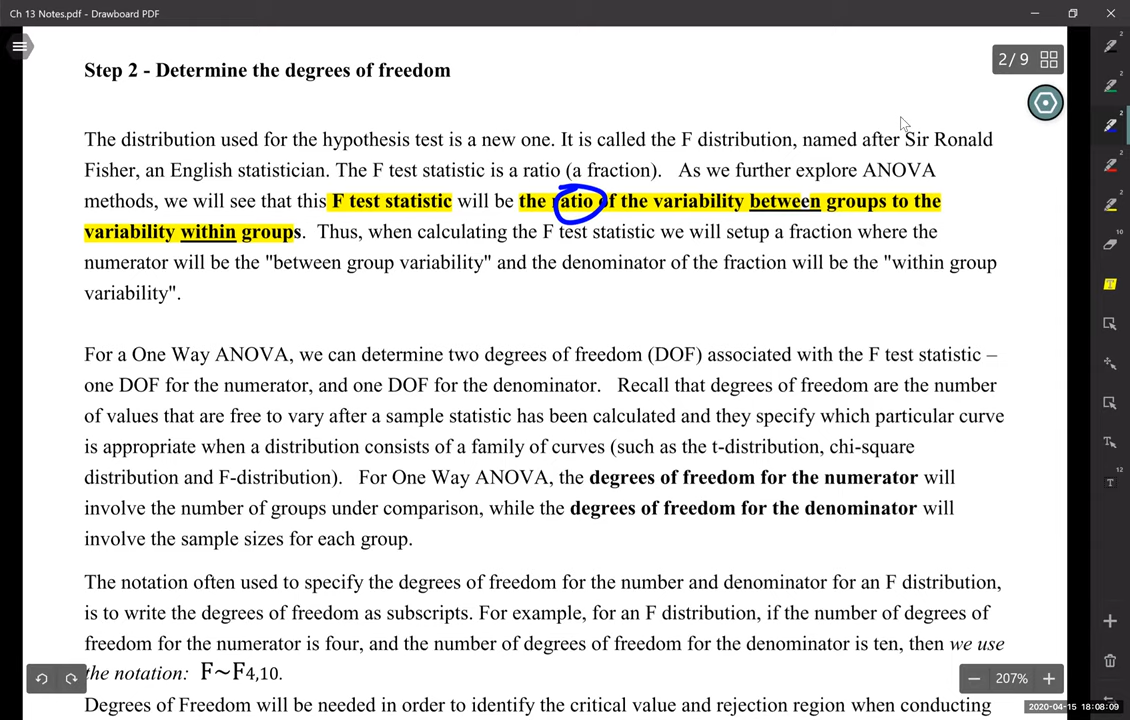 Ch 13 Notes.pdf - Drawboard PDF
Step 2 - Determine the degrees of freedom
2 / 9
The distribution used for the hypothesis test is a new one. It is called the F distribution, named after Sir Ronald
Fisher, an English statistician. The F test statistic is a ratio (a fraction). As we further explore ANOVA
methods, we will see that this F test statistic will be the ratio of the variability between groups to the
variability within groups. Thus, when calculating the F test statistic we will setup a fraction where the
numerator will be the "between group variability" and the denominator of the fraction will be the "within group
variability".
For a One Way ANOVA, we can determine two degrees of freedom (DOF) associated with the F test statistic –
one DOF for the numerator, and one DOF for the denominator. Recall that degrees of freedom are the number
of values that are free to vary after a sample statistic has been calculated and they specify which particular curve
is appropriate when a distribution consists of a family of curves (such as the t-distribution, chi-square
distribution and F-distribution). For One Way ANOVA, the degrees of freedom for the numerator will
involve the number of groups under comparison, while the degrees of freedom for the denominator will
involve the sample sizes for each group.
The notation often used to specify the degrees of freedom for the number and denominator for an F distribution,
is to write the degrees of freedom as subscripts. For example, for an F distribution, if the number of degrees of
freedom for the numerator is four, and the number of degrees of freedom for the denominator is ten, then we use
the notation: F~F4,10.
Degrees of Freedom will be needed in order to identify the critical value and rejection region when conducting
2
2
2
2
2
10
T
T
12
T
207%
2020-04-15 18:08:09